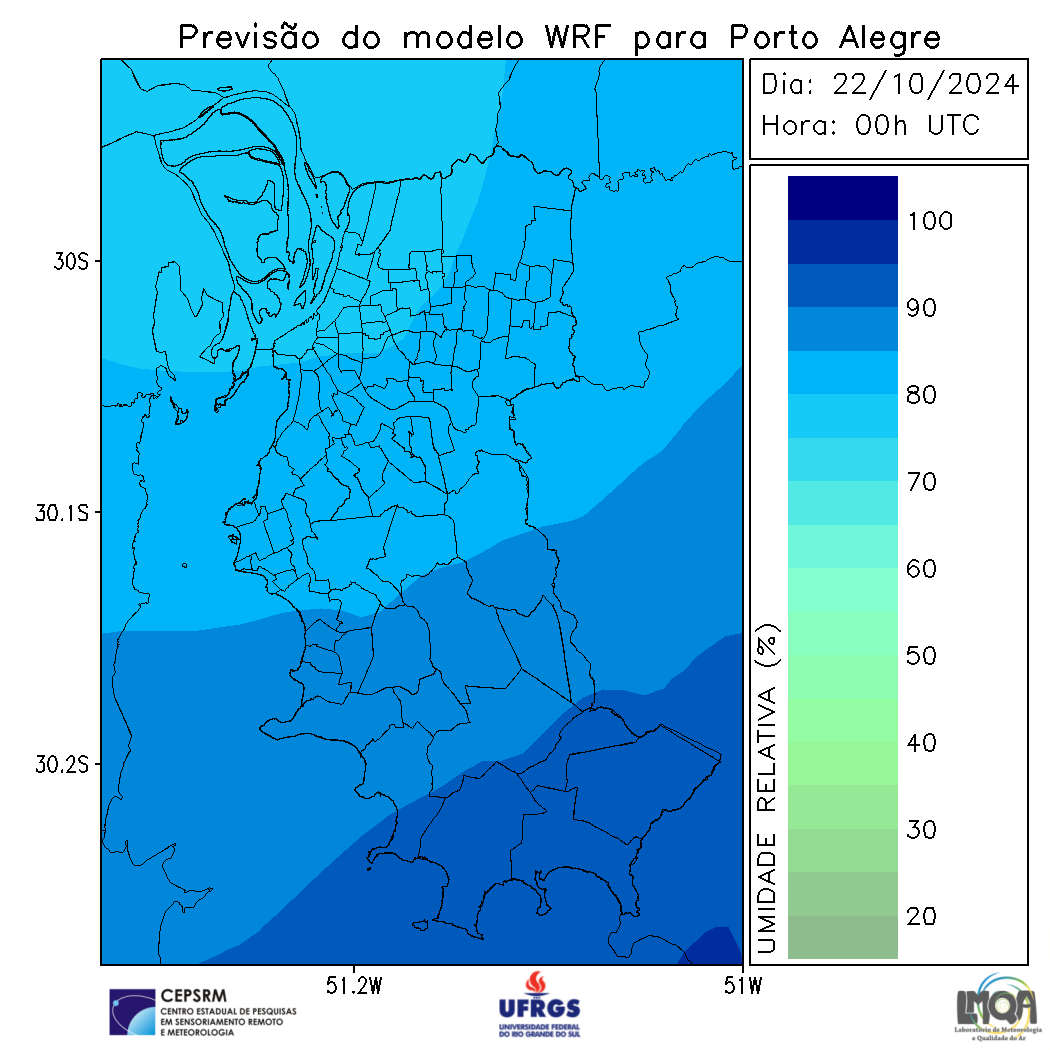 Previsão do modelo WRF para Porto Alegre
Dia: 22/10/2024
Hora: 00h UTC
30S
30.1S
30.2S
51.2W
51W
UMIDADE RELATIVA (%)
100
90
80
70
60
50
40
30
20
CEPSRM
CENTRO ESTADUAL DE PESQUISAS
EM SENSORIAMENTO REMOTO
E METEOROLOGIA
UFRGS
UNIVERSIDADE FEDERAL
DO RIO GRANDE DO SUL
LMQA
Laboratório de Meteorologia
e Qualidade do Ar